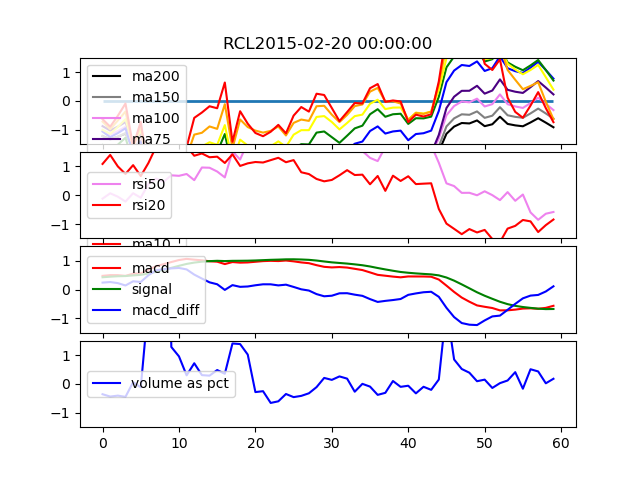 RCL2015-02-20 00:00:00
1
0
−1
ma200
ma150
ma100
ma75
1
0
−1
rsi50
rsi20
ma10
1
0
−1
macd
signal
macd_diff
1
0
−1
volume as pct
0 10 20 30 40 50 60